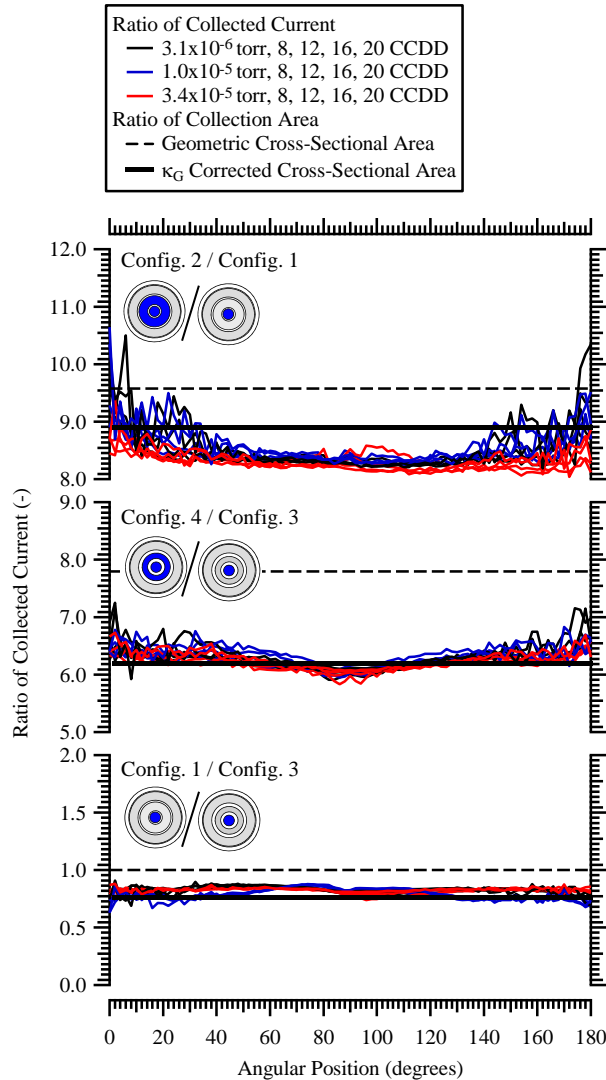 Ratio of Collected Current
3.1x10⁻⁶ torr, 8, 12, 16, 20 CCDD
1.0x10⁻⁵ torr, 8, 12, 16, 20 CCDD
3.4x10⁻⁵ torr, 8, 12, 16, 20 CCDD
Ratio of Collection Area
Geometric Cross-Sectional Area
κG Corrected Cross-Sectional Area
12.0
Config. 2 / Config. 1
11.0
10.0
9.0
8.0
9.0
Config. 4 / Config. 3
8.0
7.0
6.0
5.0
Ratio of Collected Current (-)
2.0
Config. 1 / Config. 3
1.5
1.0
0.5
0.0
0 20 40 60 80 100 120 140 160 180
Angular Position (degrees)